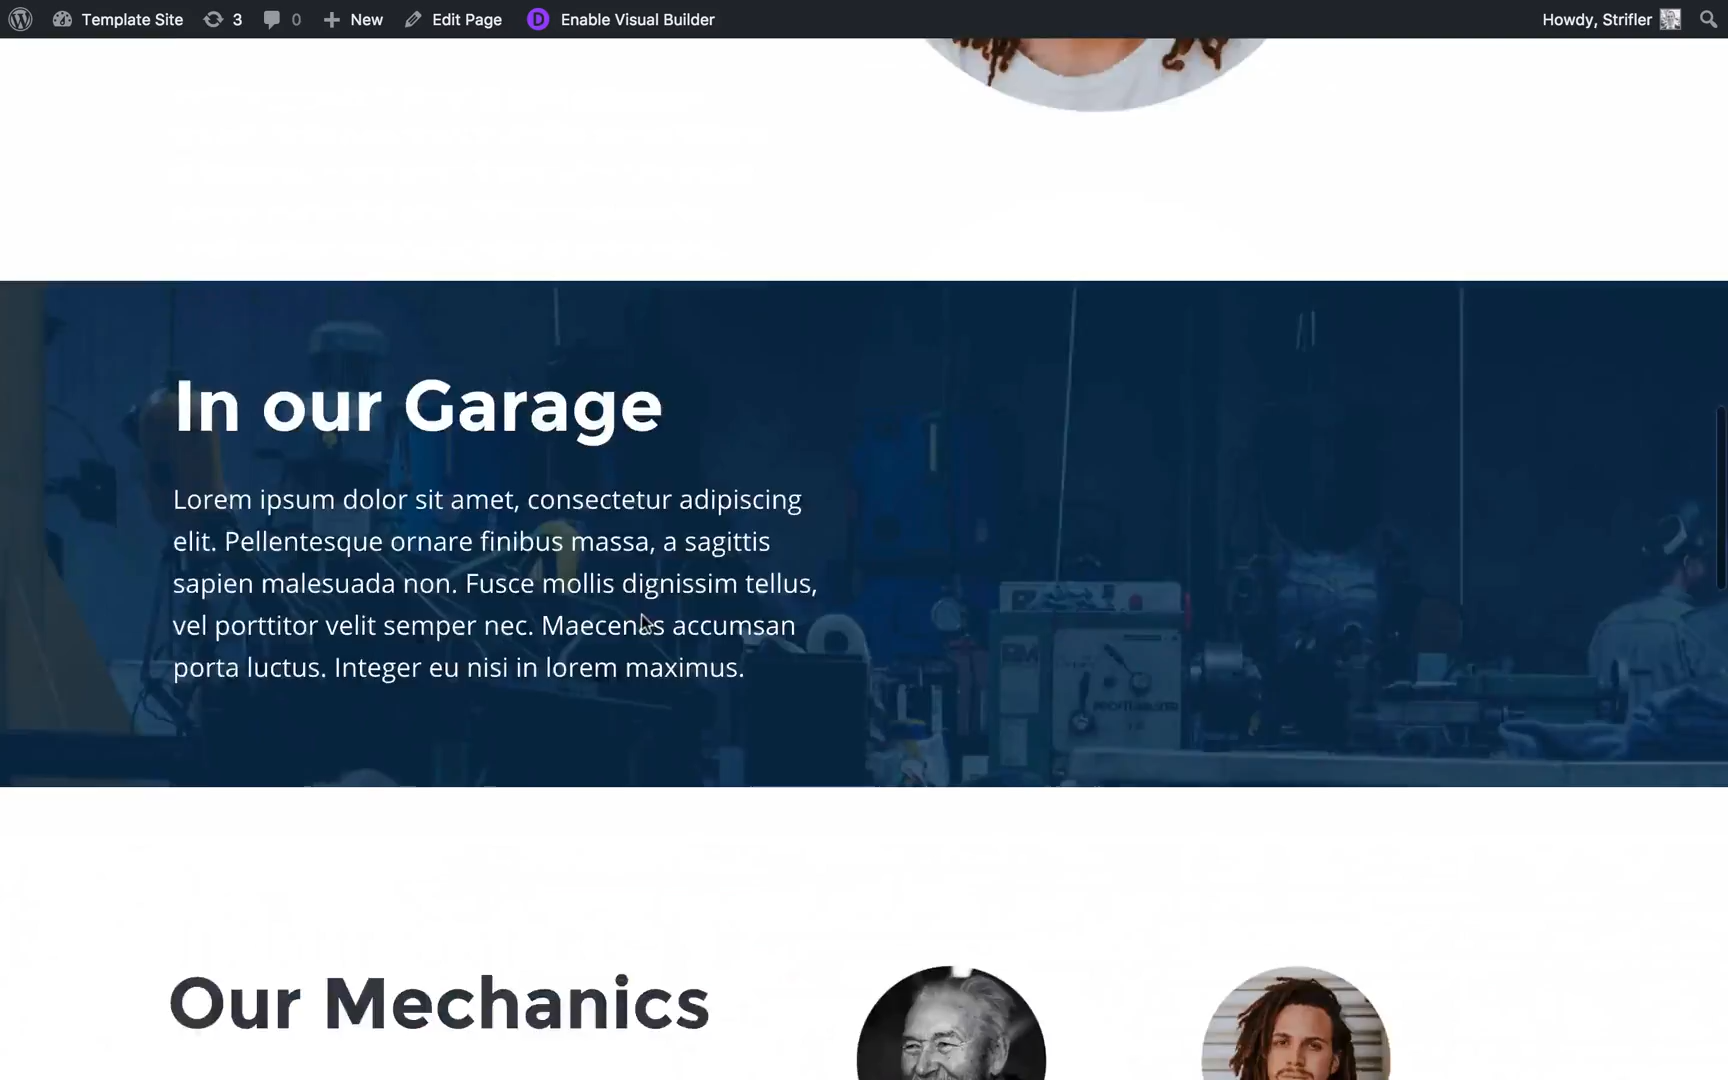 Template Site 3 0 New Edit Page D Enable Visual Builder Howdy, Strifler
In our Garage
Lorem ipsum dolor sit amet, consectetur adipiscing
elit. Pellentesque ornare finibus massa, a sagittis
sapien malesuada non. Fusce mollis dignissim tellus,
vel porttitor velit semper nec. Maecenas accumsan
porta luctus. Integer eu nisi in lorem maximus.
Our Mechanics